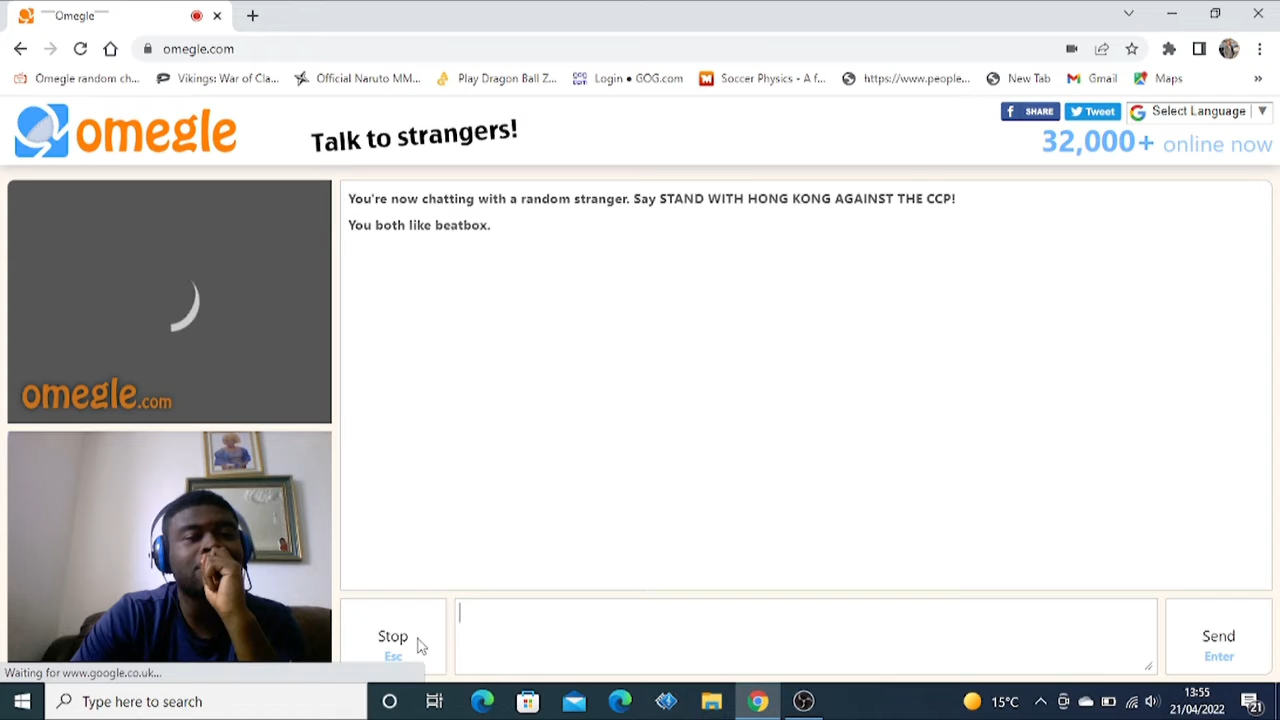 Omegle
omegle.com
Omegle random ch...
Vikings: War of Cla...
Official Naruto MM...
Play Dragon Ball Z...
Login • GOG.com
Soccer Physics - A f...
https://www.people...
New Tab
Gmail
Maps
»
omegle
Talk to strangers!
SHARE
Tweet
Select Language
32,000+ online now
You're now chatting with a random stranger. Say STAND WITH HONG KONG AGAINST THE CCP!
You both like beatbox.
omegle.com
Stop
Esc
Send
Enter
Waiting for www.google.co.uk...
Type here to search
15°C
13:55
21/04/2022
21